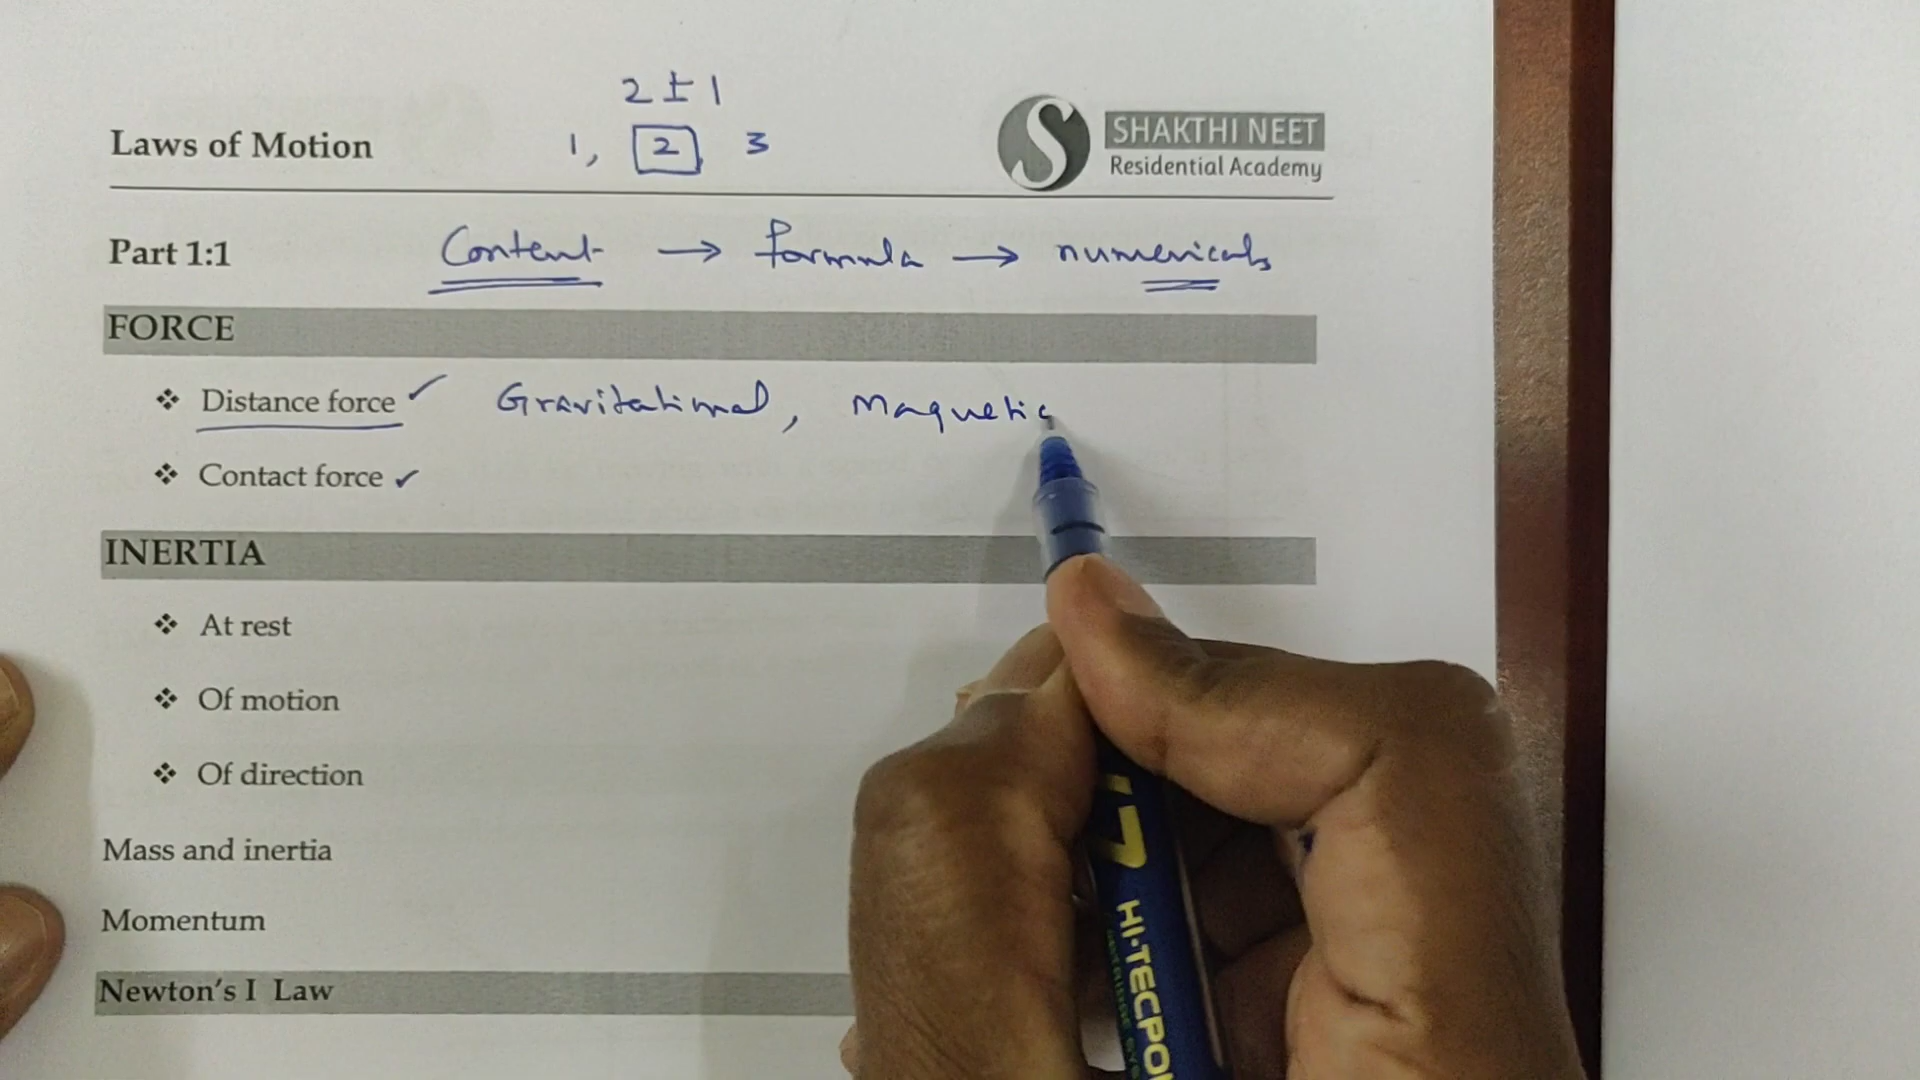 2 ± 1
Laws of Motion 1, 2, 3 SHAKTHI NEET
Residential Academy
Part 1:1 Content → formula → numericals
FORCE
❖ Distance force ✓ Gravitational, Magnetic
❖ Contact force ✓
INERTIA
❖ At rest
❖ Of motion
❖ Of direction
Mass and inertia
Momentum
Newton's I Law
V7
HI-TECPOI